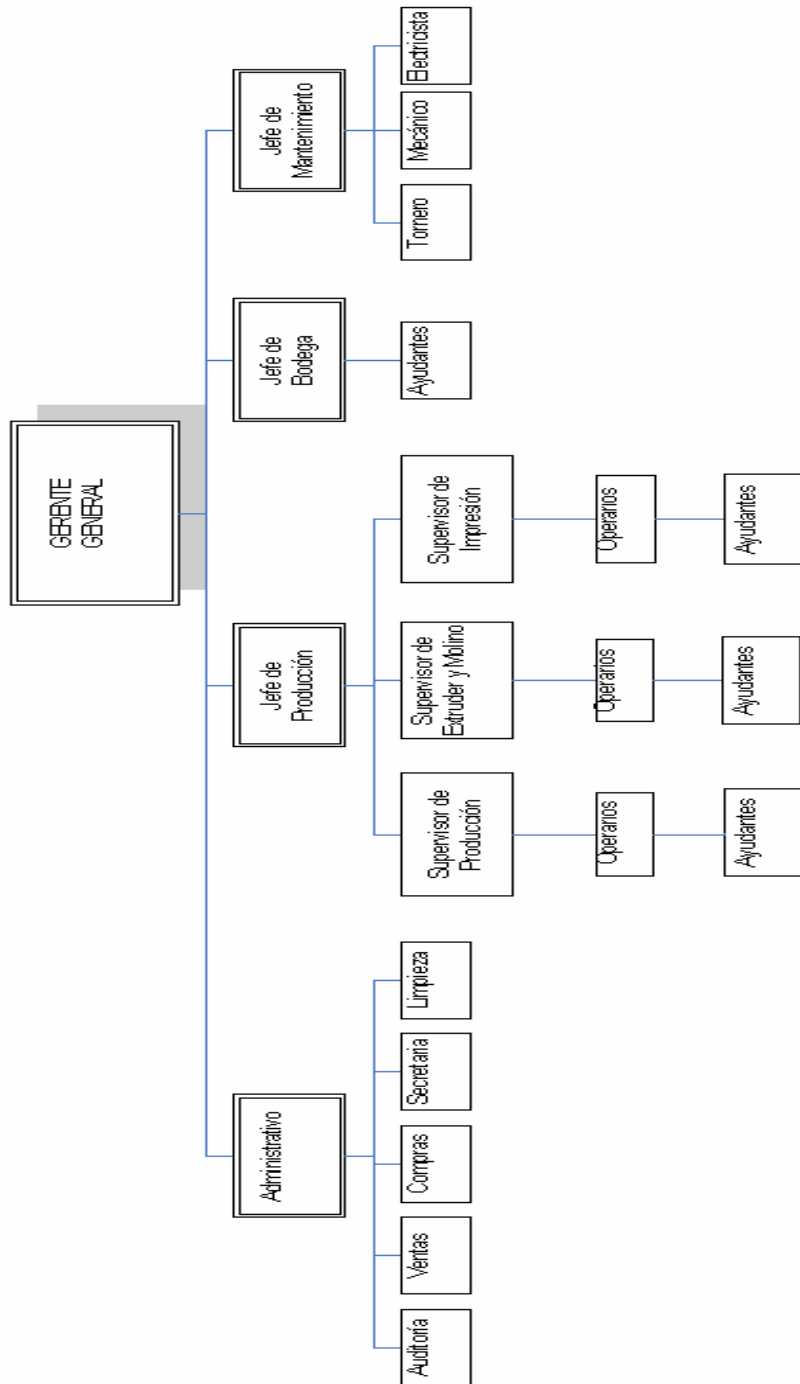 GERENTE
GENERAL
Administrativo
Jefe de
Producción
Jefe de
Bodega
Jefe de
Mantenimiento
Auditoría
Ventas
Compras
Secretaria
Limpieza
Supervisor de
Producción
Supervisor de
Extruder y Molino
Supervisor de
Impresión
Ayudantes
Tornero
Mecánico
Electricista
Operarios
Operarios
Operarios
Ayudantes
Ayudantes
Ayudantes